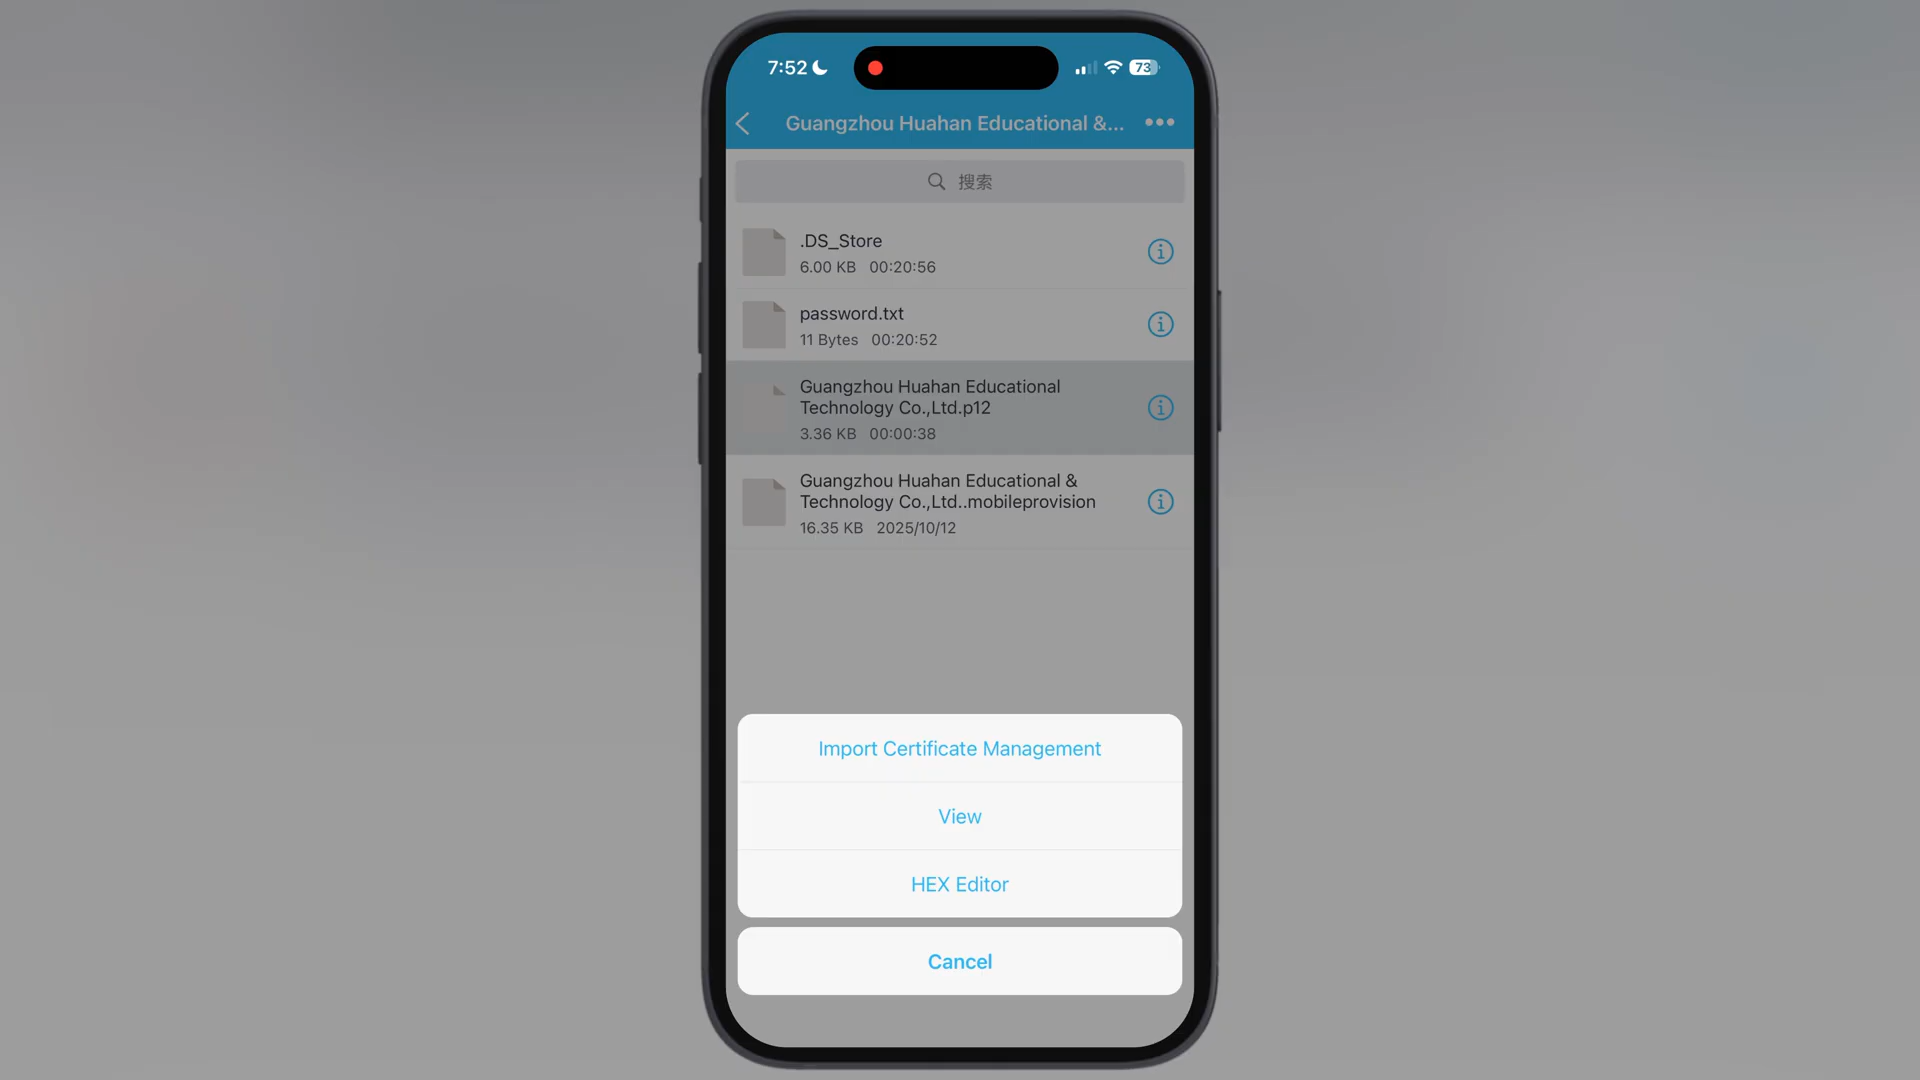 7:52
73
Guangzhou Huahan Educational &...
搜索
.DS_Store
6.00 KB 00:20:56
password.txt
11 Bytes 00:20:52
Guangzhou Huahan Educational
Technology Co.,Ltd.p12
3.36 KB 00:00:38
Guangzhou Huahan Educational &
Technology Co.,Ltd..mobileprovision
16.35 KB 2025/10/12
Import Certificate Management
View
HEX Editor
Cancel